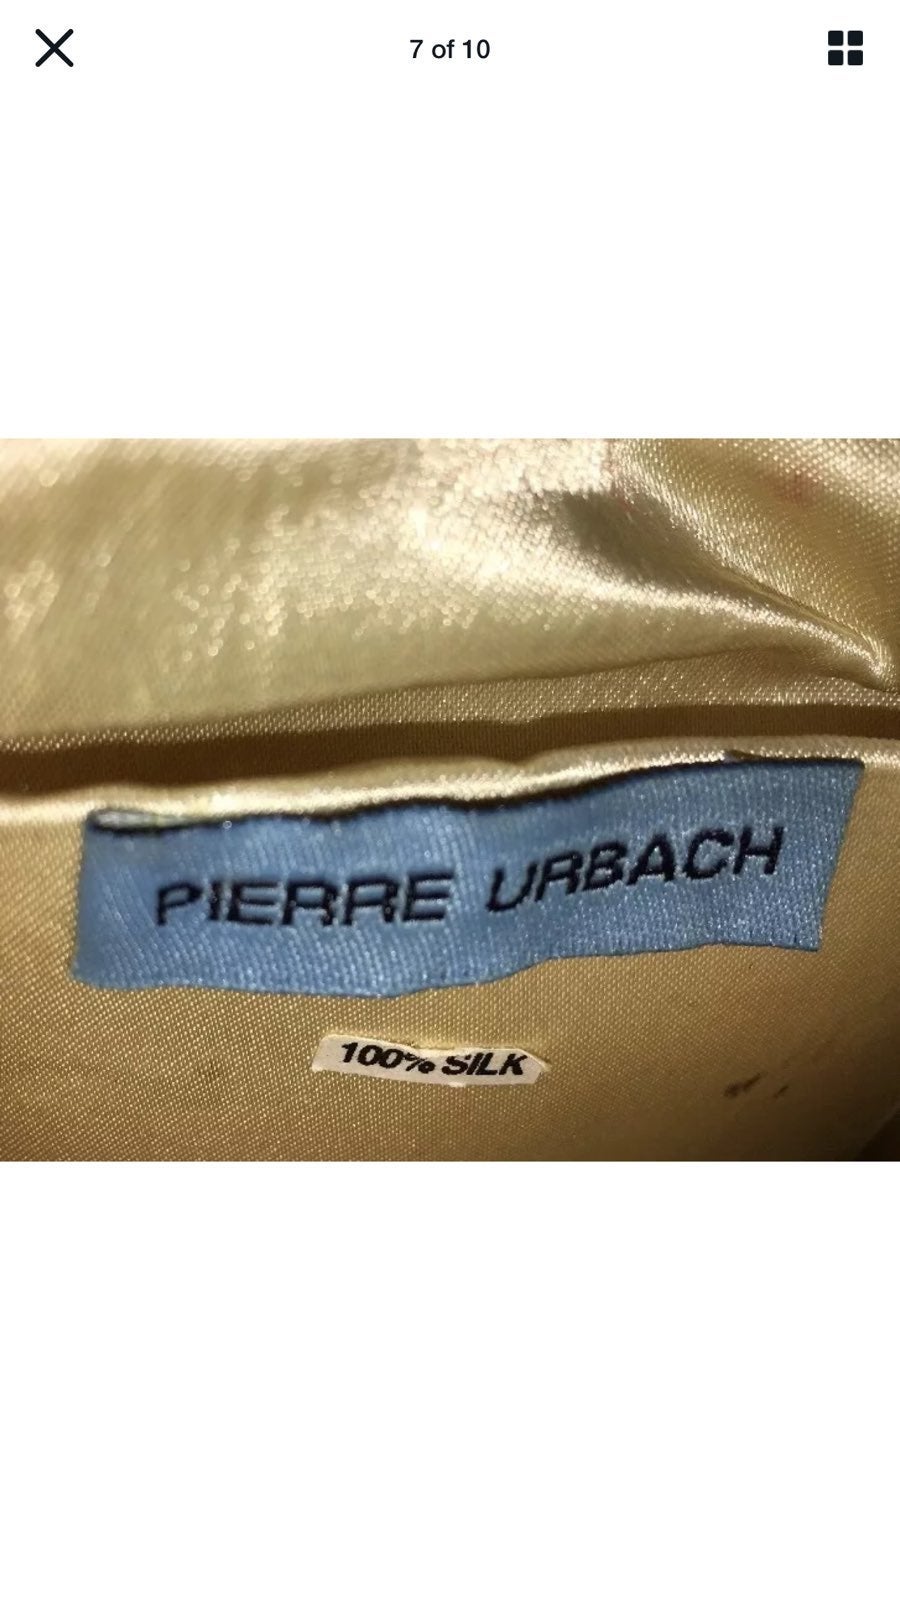 7 of 10
PIERRE URBACH
100% SILK